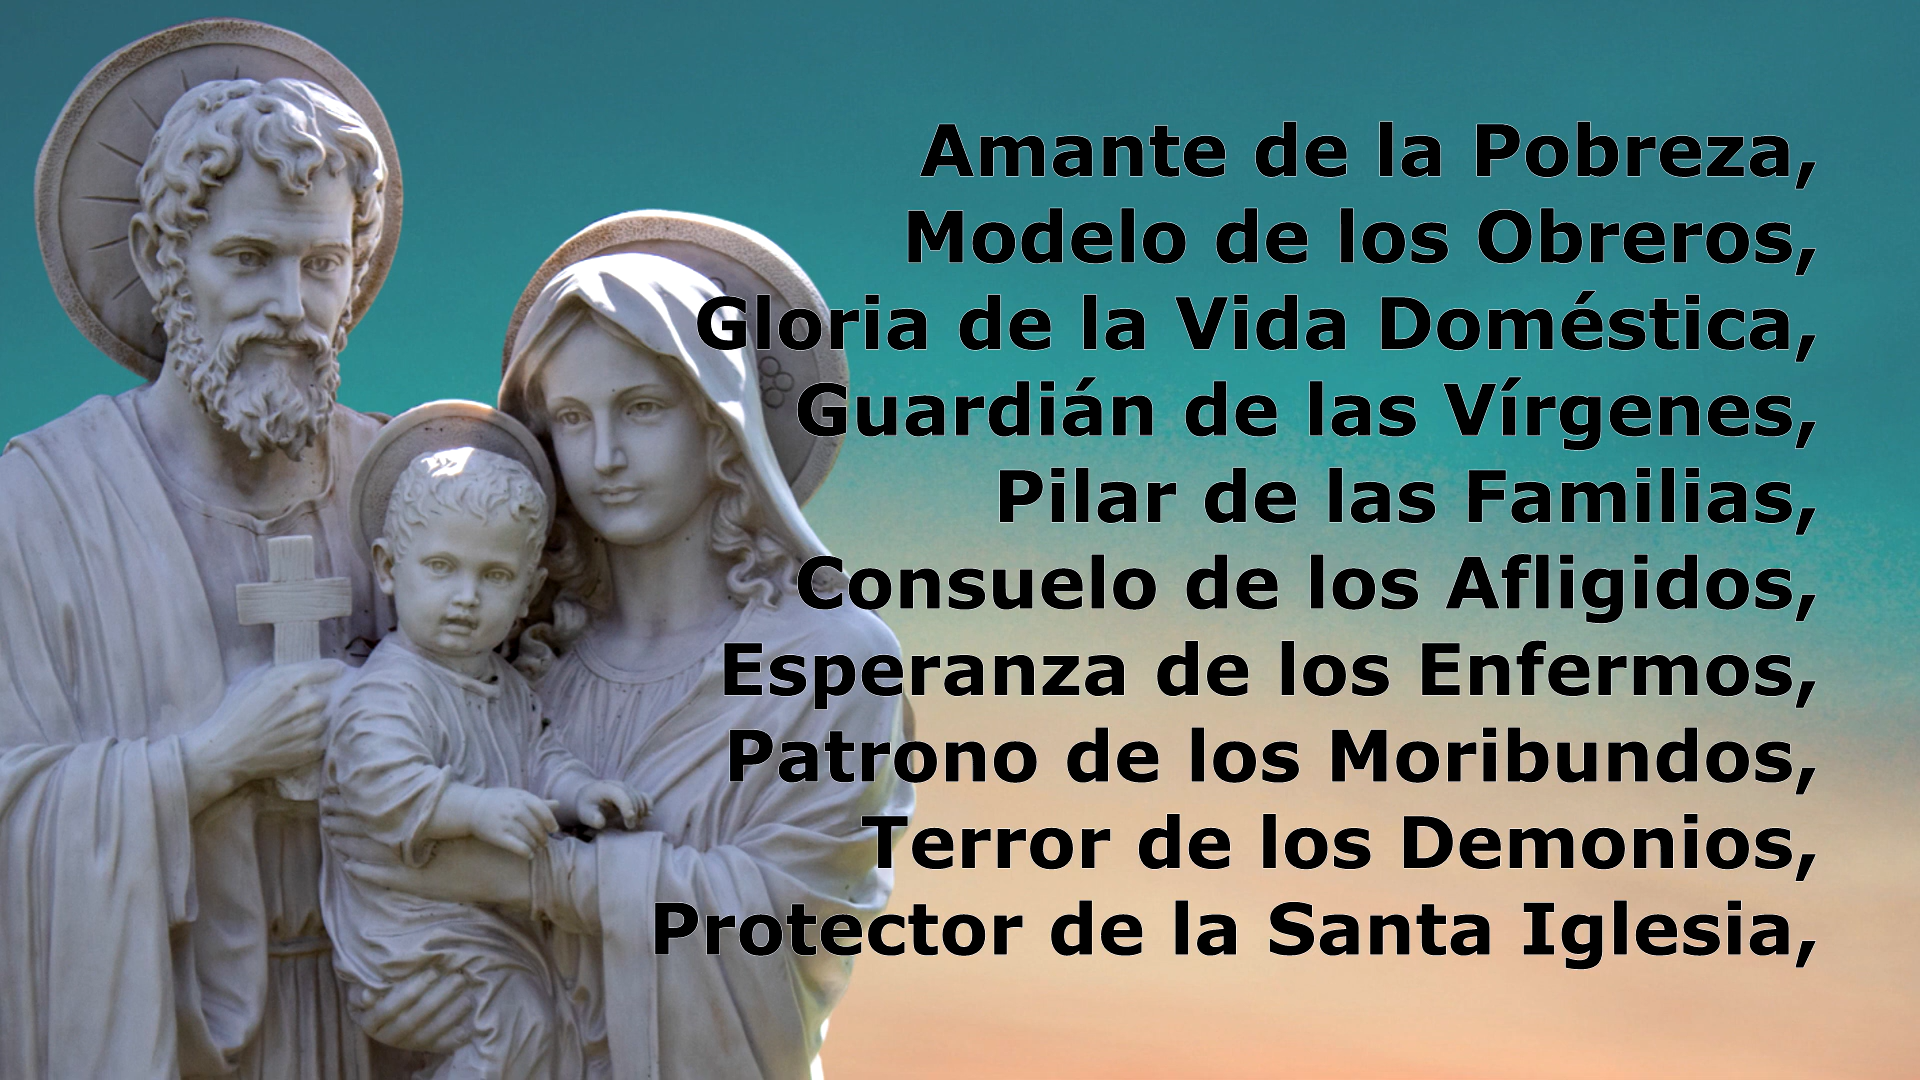 Amante de la Pobreza,
Modelo de los Obreros,
Gloria de la Vida Doméstica,
Guardián de las Vírgenes,
Pilar de las Familias,
Consuelo de los Afligidos,
Esperanza de los Enfermos,
Patrono de los Moribundos,
Terror de los Demonios,
Protector de la Santa Iglesia,